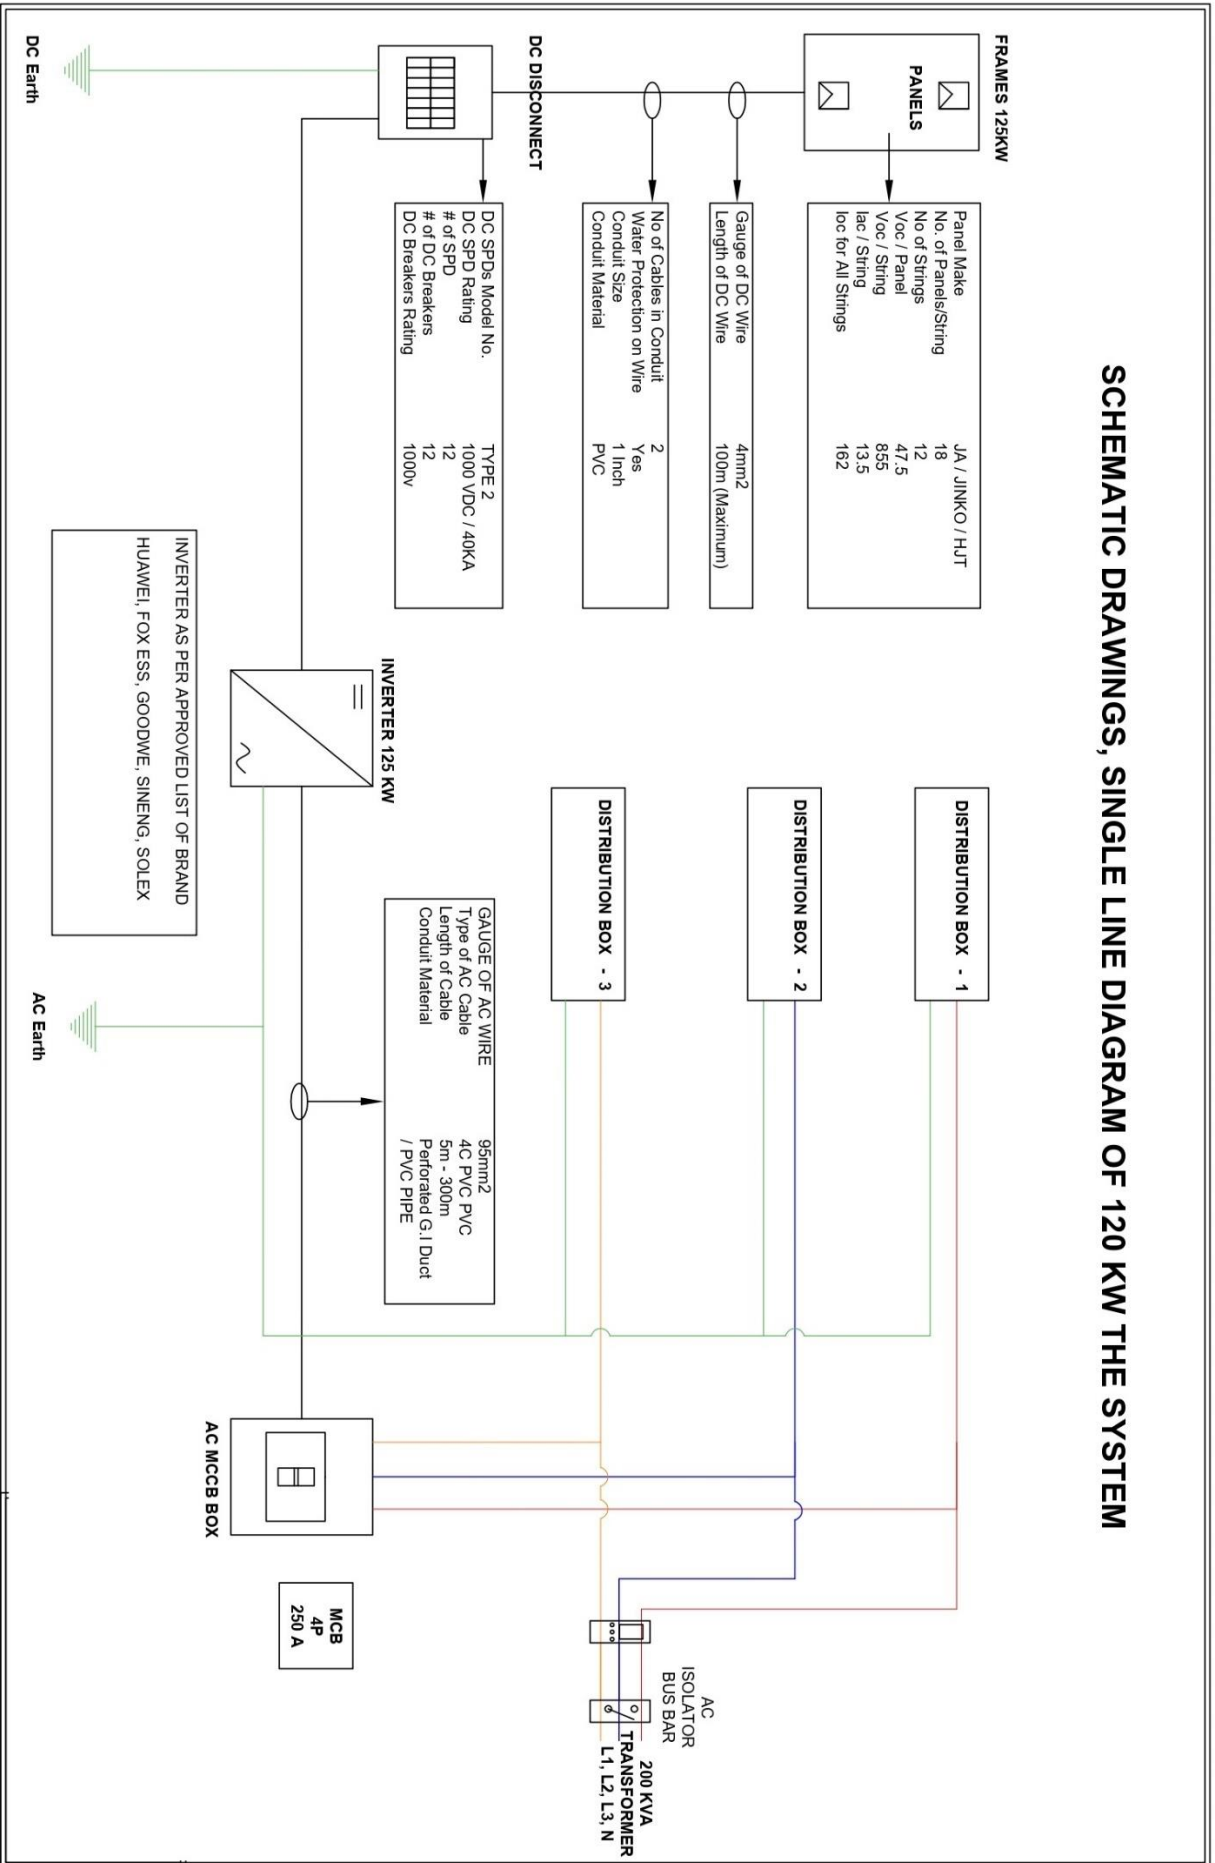 SCHEMATIC DRAWINGS, SINGLE LINE DIAGRAM OF 120 KW THE SYSTEM
FRAMES 125KW
PANELS
Panel Make JA / JINKO / HJT
No. of Panels/String 18
No of Strings 12
Voc / Panel 47.5
Voc / String 855
Iac / String 13.5
Ioc for All Strings 162
Gauge of DC Wire 4mm2
Length of DC Wire 100m (Maximum)
No of Cables in Conduit 2
Water Protection on Wire Yes
Conduit Size 1 Inch
Conduit Material PVC
DC DISCONNECT
DC SPDs Model No. TYPE 2
DC SPD Rating 1000 VDC / 40KA
# of SPD 12
# of DC Breakers 12
DC Breakers Rating 1000v
DC Earth
DISTRIBUTION BOX - 1
DISTRIBUTION BOX - 2
DISTRIBUTION BOX - 3
INVERTER 125 KW
INVERTER AS PER APPROVED LIST OF BRAND
HUAWEI, FOX ESS, GOODWE, SINENG, SOLEX
GAUGE OF AC WIRE 95mm2
Type of AC Cable 4C PVC PVC
Length of Cable 5m - 300m
Conduit Material Perforated G.I Duct
/ PVC PIPE
AC Earth
AC MCCB BOX
MCB
4P
250 A
AC
ISOLATOR
BUS BAR
200 KVA
TRANSFORMER
L1, L2, L3, N